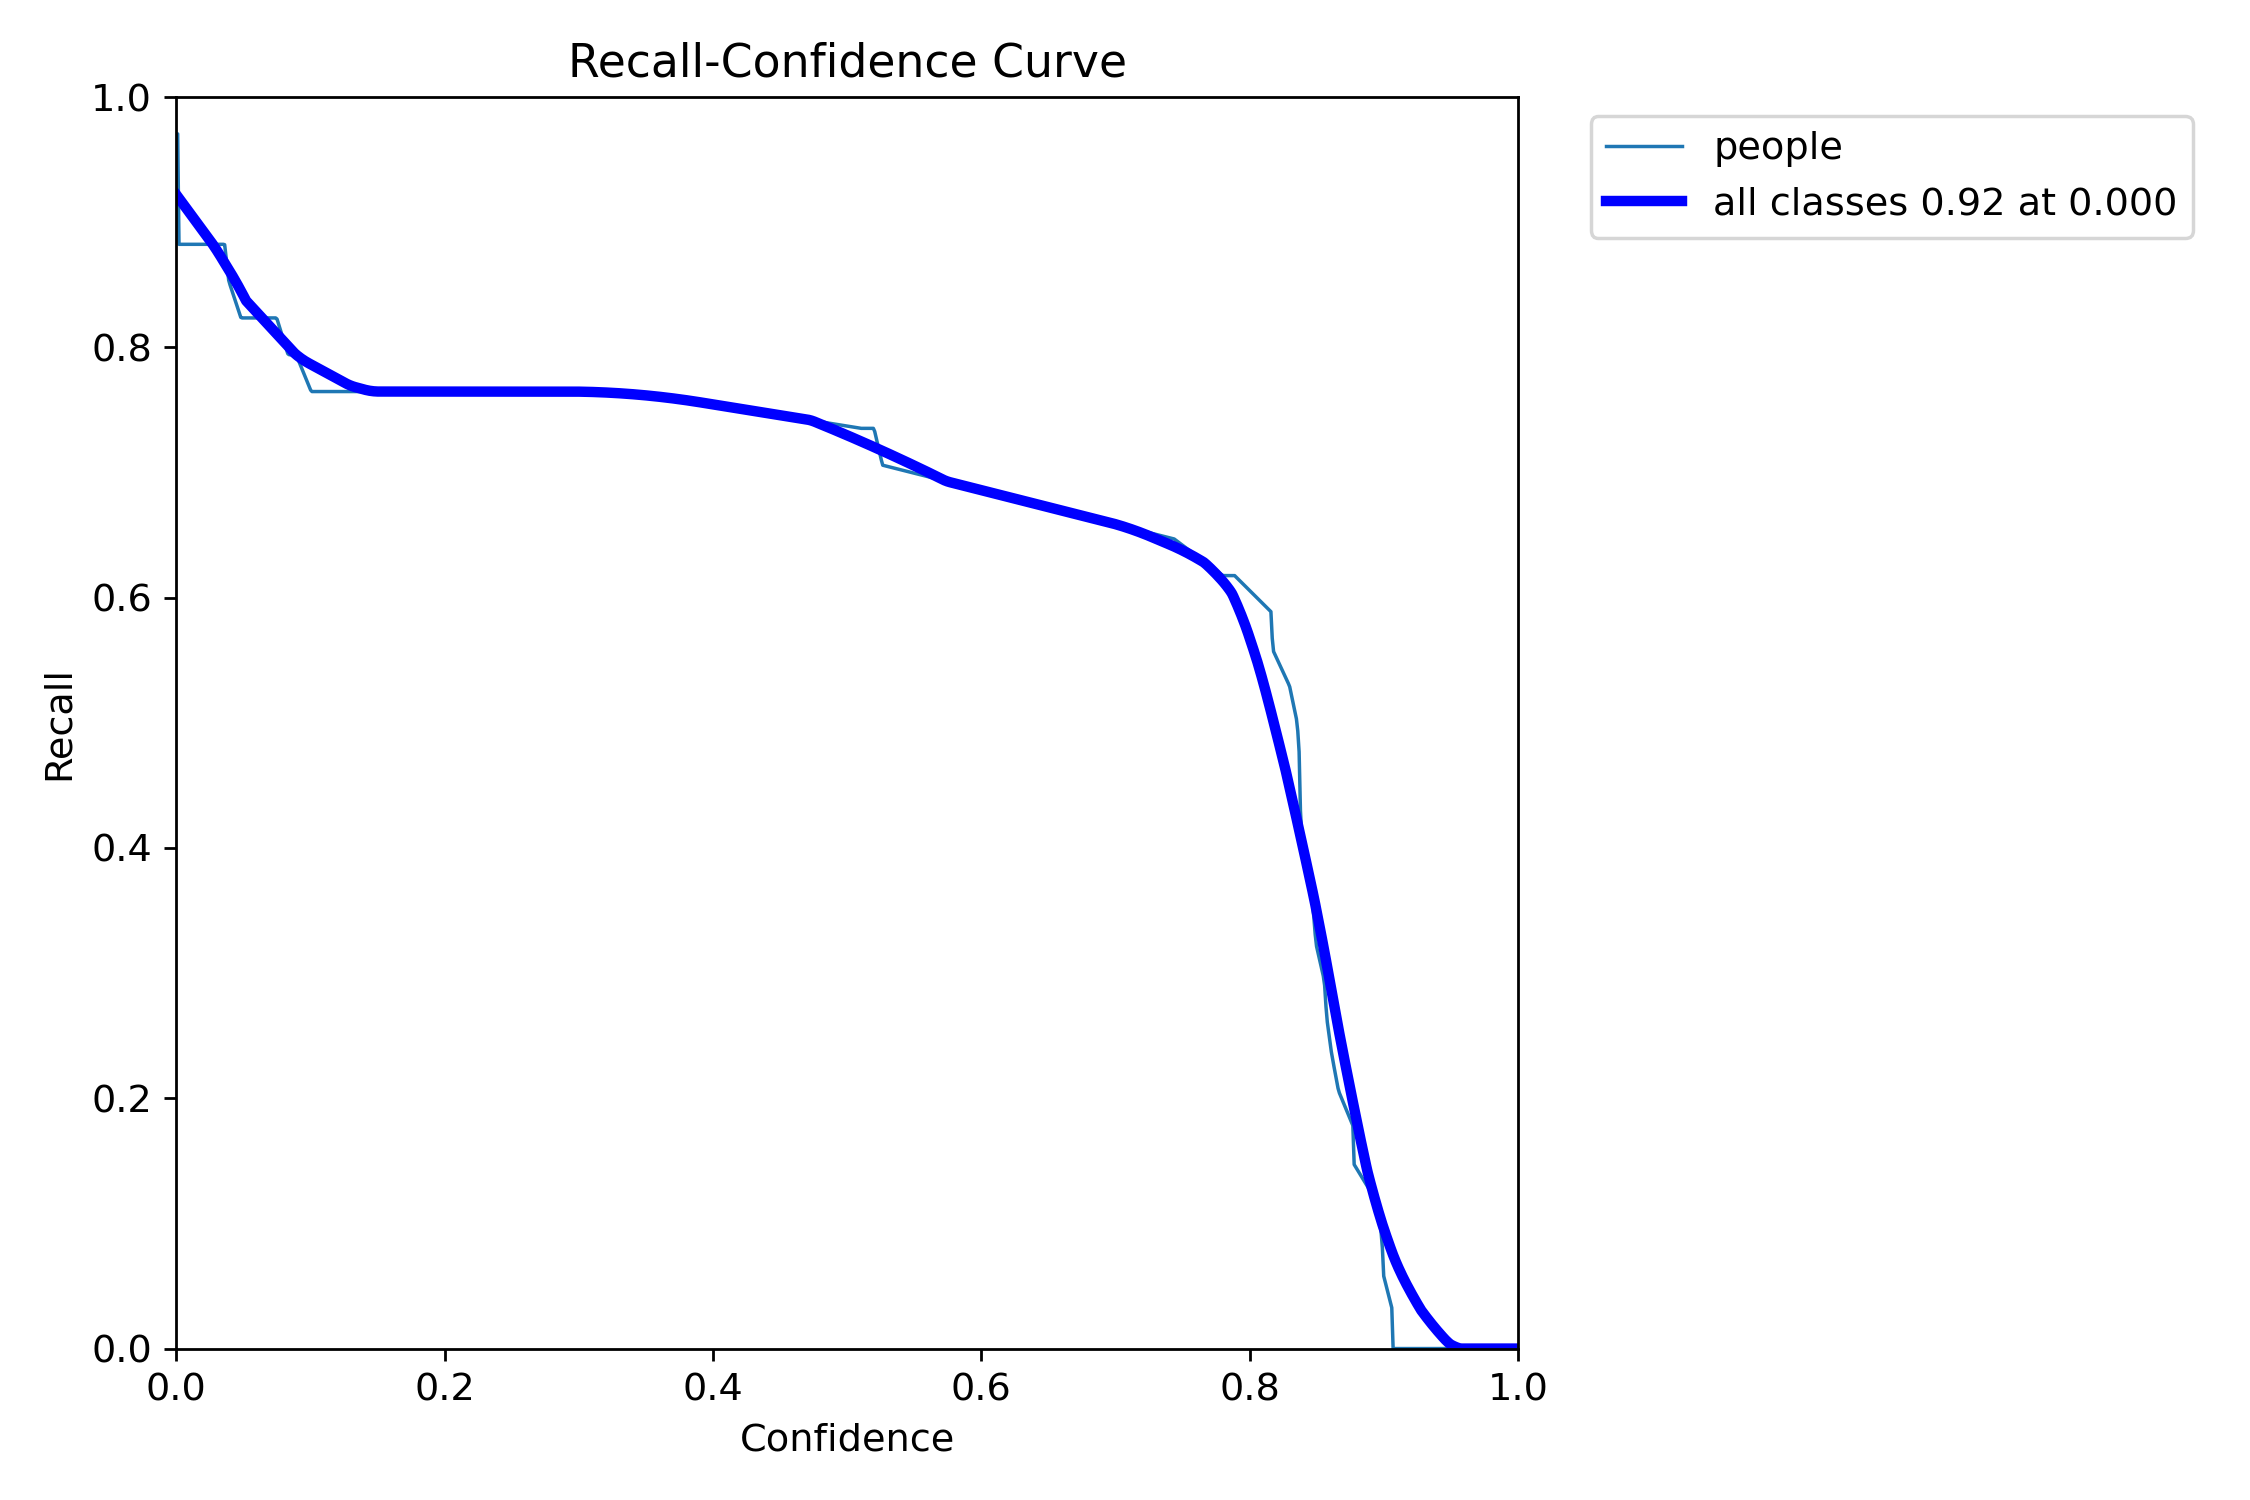 Recall-Confidence Curve
people
all classes 0.92 at 0.000
Recall
1.0
0.8
0.6
0.4
0.2
0.0
0.0 0.2 0.4 0.6 0.8 1.0
Confidence